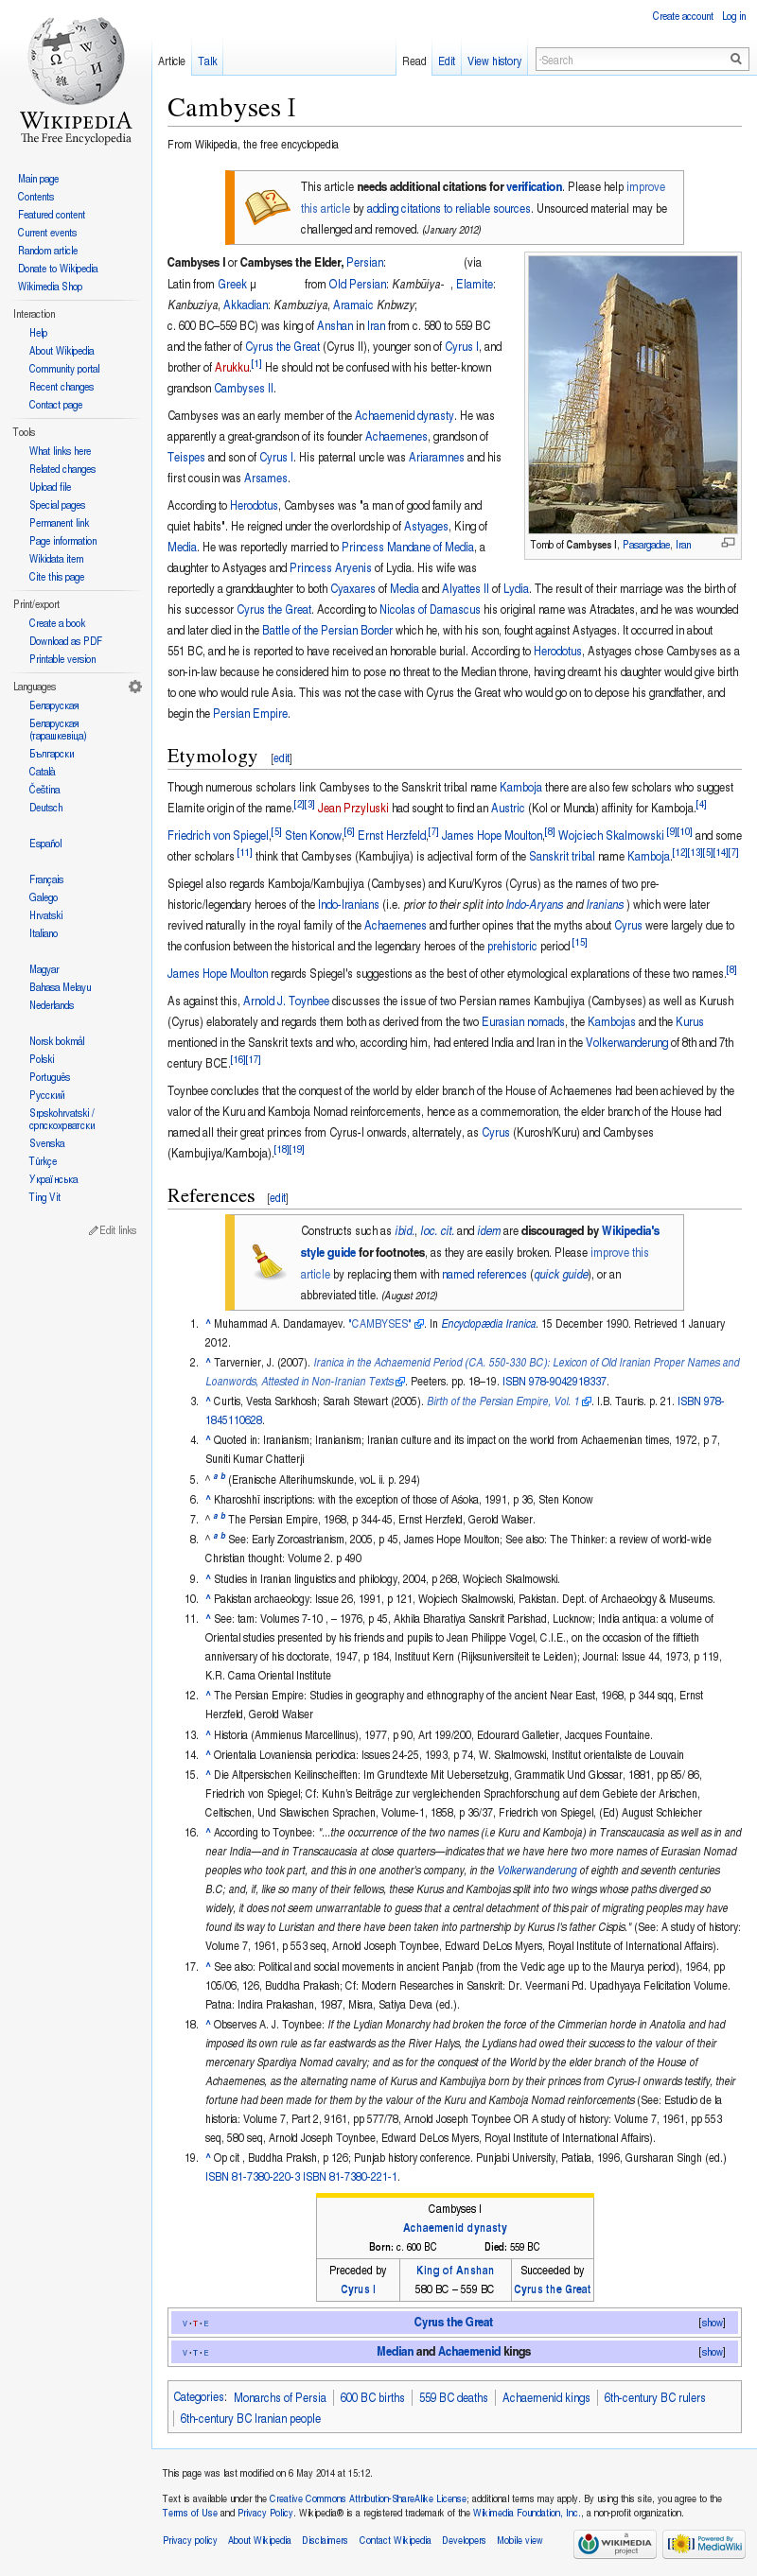 Create account Log in
Article Talk Read Edit View history Search
WIKIPEDIA
The Free Encyclopedia
Main page
Contents
Featured content
Current events
Random article
Donate to Wikipedia
Wikimedia Shop
Interaction
Help
About Wikipedia
Community portal
Recent changes
Contact page
Tools
What links here
Related changes
Upload file
Special pages
Permanent link
Page information
Wikidata item
Cite this page
Print/export
Create a book
Download as PDF
Printable version
Languages
Беларуская
Беларуская
(тарашкевіца)
Български
Català
Čeština
Deutsch
Español
Français
Galego
Hrvatski
Italiano
Magyar
Bahasa Melayu
Nederlands
Norsk bokmål
Polski
Português
Русский
Srpskohrvatski /
српскохрватски
Svenska
Türkçe
Українська
Tiếng Việt
Edit links
Cambyses I
From Wikipedia, the free encyclopedia
This article needs additional citations for verification. Please help improve
this article by adding citations to reliable sources. Unsourced material may be
challenged and removed. (January 2012)
Cambyses I or Cambyses the Elder, Persian: (via
Latin from Greek μ from Old Persian: Kambūiya- , Elamite:
Kanbuziya, Akkadian: Kambuziya, Aramaic Knbwzy;
c. 600 BC–559 BC) was king of Anshan in Iran from c. 580 to 559 BC
and the father of Cyrus the Great (Cyrus II), younger son of Cyrus I, and
brother of Arukku.[1] He should not be confused with his better-known
grandson Cambyses II.
Tomb of Cambyses I, Pasargadae, Iran
Cambyses was an early member of the Achaemenid dynasty. He was
apparently a great-grandson of its founder Achaemenes, grandson of
Teispes and son of Cyrus I. His paternal uncle was Ariaramnes and his
first cousin was Arsames.
According to Herodotus, Cambyses was "a man of good family and
quiet habits". He reigned under the overlordship of Astyages, King of
Media. He was reportedly married to Princess Mandane of Media, a
daughter to Astyages and Princess Aryenis of Lydia. His wife was
reportedly a granddaughter to both Cyaxares of Media and Alyattes II of Lydia. The result of their marriage was the birth of
his successor Cyrus the Great. According to Nicolas of Damascus his original name was Atradates, and he was wounded
and later died in the Battle of the Persian Border which he, with his son, fought against Astyages. It occurred in about
551 BC, and he is reported to have received an honorable burial. According to Herodotus, Astyages chose Cambyses as a
son-in-law because he considered him to pose no threat to the Median throne, having dreamt his daughter would give birth
to one who would rule Asia. This was not the case with Cyrus the Great who would go on to depose his grandfather, and
begin the Persian Empire.
Etymology [edit]
Though numerous scholars link Cambyses to the Sanskrit tribal name Kamboja there are also few scholars who suggest
Elamite origin of the name.[2][3] Jean Przyluski had sought to find an Austric (Kol or Munda) affinity for Kamboja.[4]
Friedrich von Spiegel,[5] Sten Konow,[6] Ernst Herzfeld,[7] James Hope Moulton,[8] Wojciech Skalmowski [9][10] and some
other scholars [11] think that Cambyses (Kambujiya) is adjectival form of the Sanskrit tribal name Kamboja.[12][13][5][14][7]
Spiegel also regards Kamboja/Kambujiya (Cambyses) and Kuru/Kyros (Cyrus) as the names of two pre-
historic/legendary heroes of the Indo-Iranians (i.e. prior to their split into Indo-Aryans and Iranians ) which were later
revived naturally in the royal family of the Achaemenes and further opines that the myths about Cyrus were largely due to
the confusion between the historical and the legendary heroes of the prehistoric period [15]
James Hope Moulton regards Spiegel's suggestions as the best of other etymological explanations of these two names.[8]
As against this, Arnold J. Toynbee discusses the issue of two Persian names Kambujiya (Cambyses) as well as Kurush
(Cyrus) elaborately and regards them both as derived from the two Eurasian nomads, the Kambojas and the Kurus
mentioned in the Sanskrit texts and who, according him, had entered India and Iran in the Volkerwanderung of 8th and 7th
century BCE.[16][17]
Toynbee concludes that the conquest of the world by elder branch of the House of Achaemenes had been achieved by the
valor of the Kuru and Kamboja Nomad reinforcements, hence as a commemoration, the elder branch of the House had
named all their great princes from Cyrus-I onwards, alternately, as Cyrus (Kurosh/Kuru) and Cambyses
(Kambujiya/Kamboja).[18][19]
References [edit]
Constructs such as ibid., loc. cit. and idem are discouraged by Wikipedia's
style guide for footnotes, as they are easily broken. Please improve this
article by replacing them with named references (quick guide), or an
abbreviated title. (August 2012)
1. ^ Muhammad A. Dandamayev. "CAMBYSES". In Encyclopædia Iranica. 15 December 1990. Retrieved 1 January
2012.
2. ^ Tarvernier, J. (2007). Iranica in the Achaemenid Period (CA. 550-330 BC): Lexicon of Old Iranian Proper Names and
Loanwords, Attested in Non-Iranian Texts. Peeters. pp. 18–19. ISBN 978-9042918337.
3. ^ Curtis, Vesta Sarkhosh; Sarah Stewart (2005). Birth of the Persian Empire, Vol. 1. I.B. Tauris. p. 21. ISBN 978-
1845110628.
4. ^ Quoted in: Iranianism; Iranianism; Iranian culture and its impact on the world from Achaemenian times, 1972, p 7,
Suniti Kumar Chatterji
5. ^ a b (Eranische Alterihumskunde, voL ii. p. 294)
6. ^ Kharoshhī inscriptions: with the exception of those of Aśoka, 1991, p 36, Sten Konow
7. ^ a b The Persian Empire, 1968, p 344-45, Ernst Herzfeld, Gerold Walser.
8. ^ a b See: Early Zoroastrianism, 2005, p 45, James Hope Moulton; See also: The Thinker: a review of world-wide
Christian thought: Volume 2. p 490
9. ^ Studies in Iranian linguistics and philology, 2004, p 268, Wojciech Skalmowski.
10. ^ Pakistan archaeology: Issue 26, 1991, p 121, Wojciech Skalmowski, Pakistan. Dept. of Archaeology & Museums.
11. ^ See: tam: Volumes 7-10 , – 1976, p 45, Akhila Bharatiya Sanskrit Parishad, Lucknow; India antiqua: a volume of
Oriental studies presented by his friends and pupils to Jean Philippe Vogel, C.I.E., on the occasion of the fiftieth
anniversary of his doctorate, 1947, p 184, Instituut Kern (Rijksuniversiteit te Leiden); Journal: Issue 44, 1973, p 119,
K.R. Cama Oriental Institute
12. ^ The Persian Empire: Studies in geography and ethnography of the ancient Near East, 1968, p 344 sqq, Ernst
Herzfeld, Gerold Walser
13. ^ Historia (Ammienus Marcellinus), 1977, p 90, Art 199/200, Edourard Galletier, Jacques Fountaine.
14. ^ Orientalia Lovaniensia periodica: Issues 24-25, 1993, p 74, W. Skalmowski, Institut orientaliste de Louvain
15. ^ Die Altpersischen Keilinscheiften: Im Grundtexte Mit Uebersetzukg, Grammatik Und Glossar, 1881, pp 85/ 86,
Friedrich von Spiegel; Cf: Kuhn's Beiträge zur vergleichenden Sprachforschung auf dem Gebiete der Arischen,
Celtischen, Und Slawischen Sprachen, Volume-1, 1858, p 36/37, Friedrich von Spiegel, (Ed) August Schleicher
16. ^ According to Toynbee: "...the occurrence of the two names (i.e Kuru and Kamboja) in Transcaucasia as well as in and
near India—and in Transcaucasia at close quarters—indicates that we have here two more names of Eurasian Nomad
peoples who took part, and this in one another's company, in the Volkerwanderung of eighth and seventh centuries
B.C; and, if, like so many of their fellows, these Kurus and Kambojas split into two wings whose paths diverged so
widely, it does not seem unwarrantable to guess that a central detachment of this pair of migrating peoples may have
found its way to Luristan and there have been taken into partnership by Kurus I's father Cispis." (See: A study of history:
Volume 7, 1961, p 553 seq, Arnold Joseph Toynbee, Edward DeLos Myers, Royal Institute of International Affairs).
17. ^ See also: Political and social movements in ancient Panjab (from the Vedic age up to the Maurya period), 1964, pp
105/06, 126, Buddha Prakash; Cf: Modern Researches in Sanskrit: Dr. Veermani Pd. Upadhyaya Felicitation Volume.
Patna: Indira Prakashan, 1987, Misra, Satiya Deva (ed.).
18. ^ Observes A. J. Toynbee: If the Lydian Monarchy had broken the force of the Cimmerian horde in Anatolia and had
imposed its own rule as far eastwards as the River Halys, the Lydians had owed their success to the valour of their
mercenary Spardiya Nomad cavalry; and as for the conquest of the World by the elder branch of the House of
Achaemenes, as the alternating name of Kurus and Kambujiya born by their princes from Cyrus-I onwards testify, their
fortune had been made for them by the valour of the Kuru and Kamboja Nomad reinforcements (See: Estudio de la
historia: Volume 7, Part 2, 9161, pp 577/78, Arnold Joseph Toynbee OR A study of history: Volume 7, 1961, pp 553
seq, 580 seq, Arnold Joseph Toynbee, Edward DeLos Myers, Royal Institute of International Affairs).
19. ^ Op cit , Buddha Praksh, p 126; Punjab history conference. Punjabi University, Patiala, 1996, Gursharan Singh (ed.)
ISBN 81-7380-220-3 ISBN 81-7380-221-1.
Cambyses I
Achaemenid dynasty
Born: c. 600 BC Died: 559 BC
Preceded by King of Anshan Succeeded by
Cyrus I 580 BC – 559 BC Cyrus the Great
V · T · E Cyrus the Great [show]
V · T · E Median and Achaemenid kings [show]
Categories: Monarchs of Persia | 600 BC births | 559 BC deaths | Achaemenid kings | 6th-century BC rulers
| 6th-century BC Iranian people
This page was last modified on 6 May 2014 at 15:12.
Text is available under the Creative Commons Attribution-ShareAlike License; additional terms may apply. By using this site, you agree to the
Terms of Use and Privacy Policy. Wikipedia® is a registered trademark of the Wikimedia Foundation, Inc., a non-profit organization.
Privacy policy About Wikipedia Disclaimers Contact Wikipedia Developers Mobile view
a WIKIMEDIA project
Powered By MediaWiki